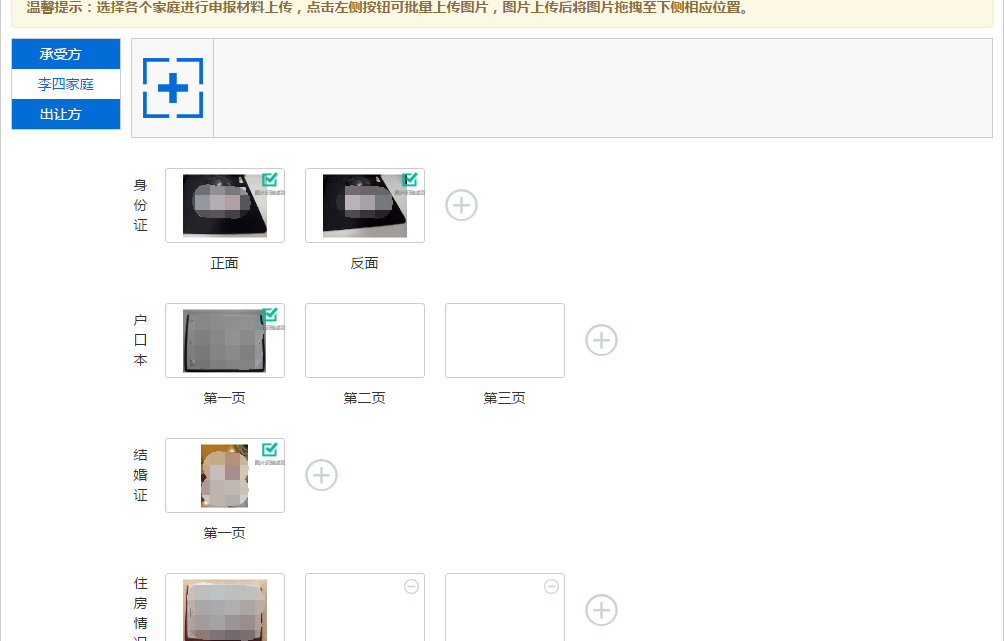 温馨提示：选择各个家庭进行申报材料上传，点击左侧按钮可批量上传图片，图片上传后将图片拖拽至下侧相应位置。
承受方
李四家庭
出让方
身份证
正面
反面
户口本
第一页
第二页
第三页
结婚证
第一页
住房情况